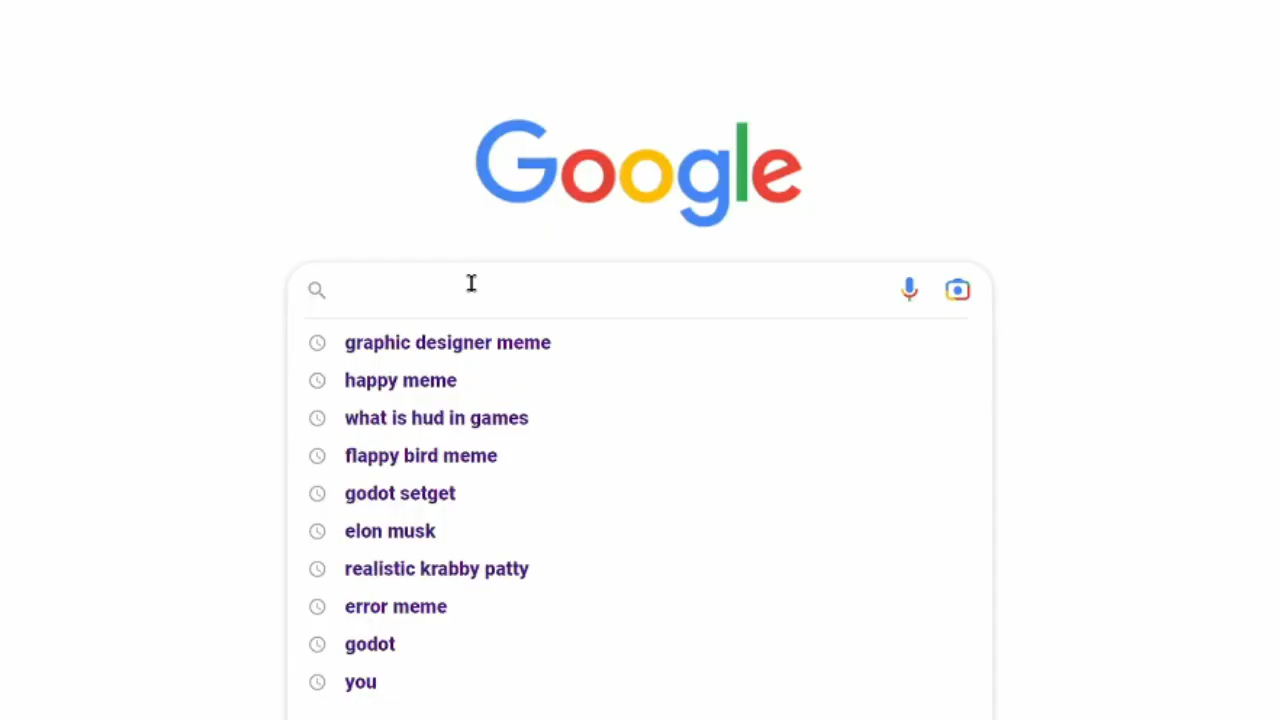 Google
graphic designer meme
happy meme
what is hud in games
flappy bird meme
godot setget
elon musk
realistic krabby patty
error meme
godot
you